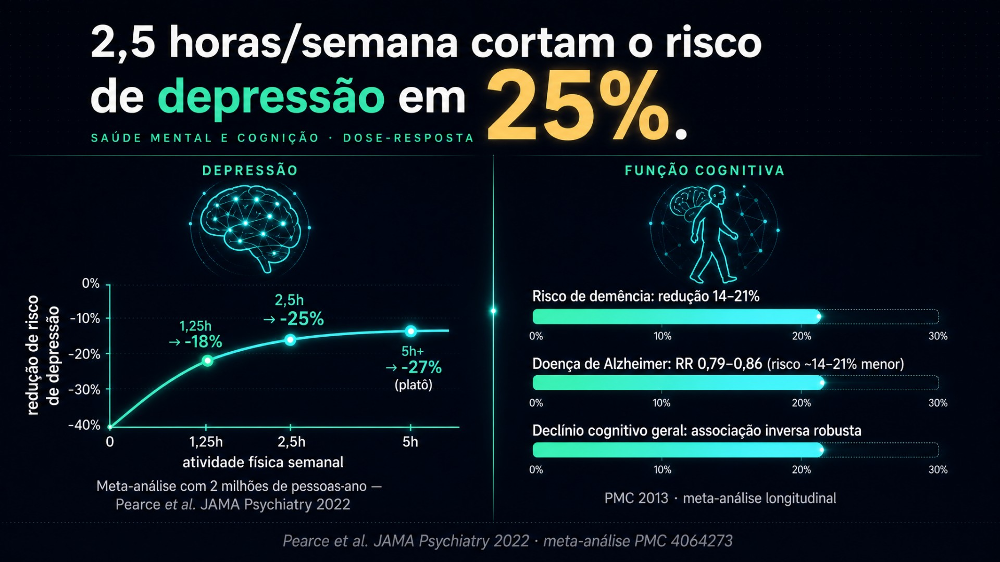 2,5 horas/semana cortam o risco
de depressão em 25%.
SAÚDE MENTAL E COGNIÇÃO · DOSE-RESPOSTA
DEPRESSÃO
redução de risco
de depressão
0%
-10%
-20%
-30%
-40%
1,25h
→ -18%
2,5h
→ -25%
5h+
→ -27%
(platô)
0 1,25h 2,5h 5h
atividade física semanal
Meta-análise com 2 milhões de pessoas-ano —
Pearce et al. JAMA Psychiatry 2022
FUNÇÃO COGNITIVA
Risco de demência: redução 14–21%
0% 10% 20% 30%
Doença de Alzheimer: RR 0,79–0,86 (risco ~14–21% menor)
0% 10% 20% 30%
Declínio cognitivo geral: associação inversa robusta
0% 10% 20% 30%
PMC 2013 · meta-análise longitudinal
Pearce et al. JAMA Psychiatry 2022 · meta-análise PMC 4064273